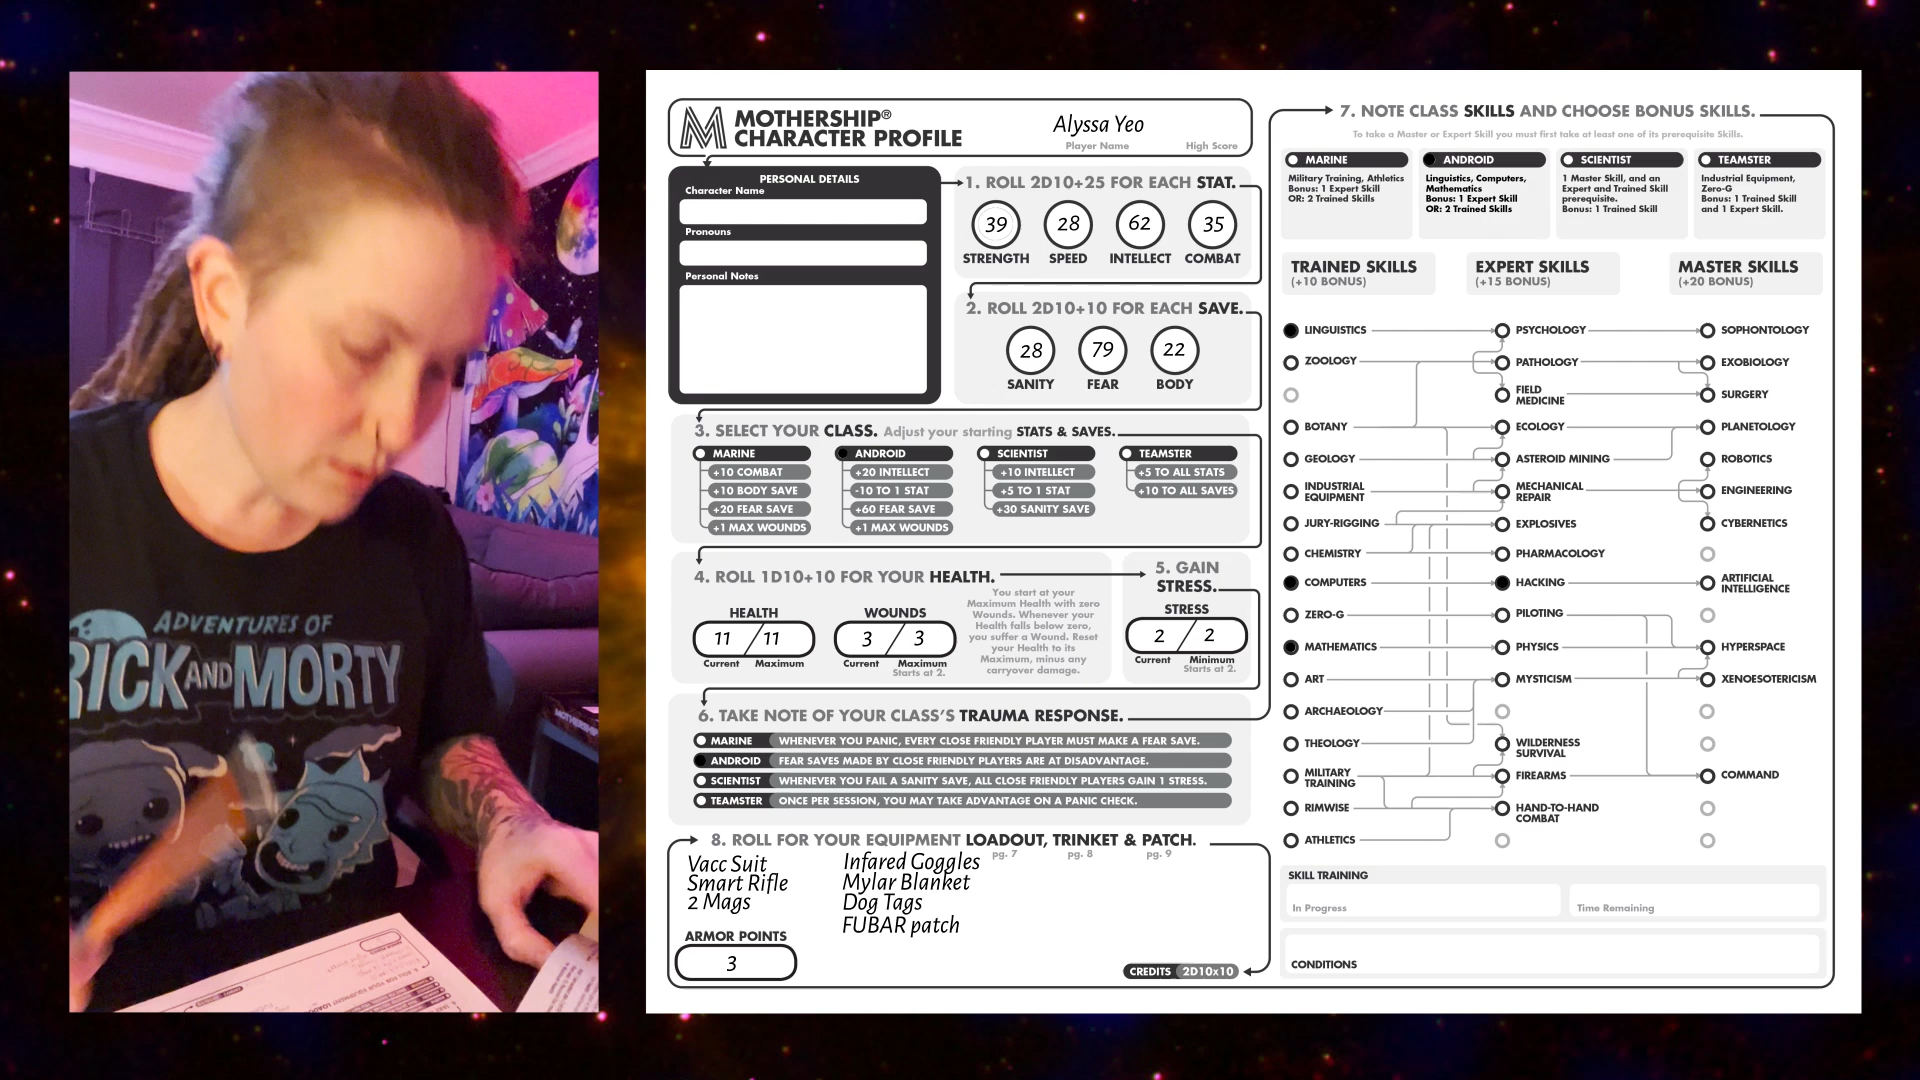 ADVENTURES OF
RICK AND MORTY
MOTHERSHIP®
CHARACTER PROFILE
Alyssa Yeo
Player Name
High Score
PERSONAL DETAILS
Character Name
Pronouns
Personal Notes
1. ROLL 2D10+25 FOR EACH STAT.
39 28 62 35
STRENGTH SPEED INTELLECT COMBAT
2. ROLL 2D10+10 FOR EACH SAVE.
28 79 22
SANITY FEAR BODY
3. SELECT YOUR CLASS. Adjust your starting STATS & SAVES.
MARINE
+10 COMBAT
+10 BODY SAVE
+20 FEAR SAVE
+1 MAX WOUNDS
ANDROID
+20 INTELLECT
-10 TO 1 STAT
+60 FEAR SAVE
+1 MAX WOUNDS
SCIENTIST
+10 INTELLECT
+5 TO 1 STAT
+30 SANITY SAVE
TEAMSTER
+5 TO ALL STATS
+10 TO ALL SAVES
4. ROLL 1D10+10 FOR YOUR HEALTH.
HEALTH
11 / 11
Current Maximum
WOUNDS
3 / 3
Current Maximum
Starts at 2.
You start at your
Maximum Health with zero
Wounds. Whenever your
Health falls below zero,
you suffer a Wound. Reset
your Health to its
Maximum, minus any
carryover damage.
5. GAIN
STRESS.
STRESS
2 / 2
Current Minimum
Starts at 2.
6. TAKE NOTE OF YOUR CLASS'S TRAUMA RESPONSE.
MARINE WHENEVER YOU PANIC, EVERY CLOSE FRIENDLY PLAYER MUST MAKE A FEAR SAVE.
ANDROID FEAR SAVES MADE BY CLOSE FRIENDLY PLAYERS ARE AT DISADVANTAGE.
SCIENTIST WHENEVER YOU FAIL A SANITY SAVE, ALL CLOSE FRIENDLY PLAYERS GAIN 1 STRESS.
TEAMSTER ONCE PER SESSION, YOU MAY TAKE ADVANTAGE ON A PANIC CHECK.
8. ROLL FOR YOUR EQUIPMENT LOADOUT, TRINKET & PATCH.
pg. 7 pg. 8 pg. 9
Vacc Suit
Smart Rifle
2 Mags
Infared Goggles
Mylar Blanket
Dog Tags
FUBAR patch
ARMOR POINTS
3
CREDITS 2D10x10
7. NOTE CLASS SKILLS AND CHOOSE BONUS SKILLS.
To take a Master or Expert Skill you must first take at least one of its prerequisite Skills.
MARINE
Military Training, Athletics
Bonus: 1 Expert Skill
OR: 2 Trained Skills
ANDROID
Linguistics, Computers,
Mathematics
Bonus: 1 Expert Skill
OR: 2 Trained Skills
SCIENTIST
1 Master Skill, and an
Expert and Trained Skill
prerequisite.
Bonus: 1 Trained Skill
TEAMSTER
Industrial Equipment,
Zero-G
Bonus: 1 Trained Skill
and 1 Expert Skill.
TRAINED SKILLS
(+10 BONUS)
LINGUISTICS
ZOOLOGY
BOTANY
GEOLOGY
INDUSTRIAL
EQUIPMENT
JURY-RIGGING
CHEMISTRY
COMPUTERS
ZERO-G
MATHEMATICS
ART
ARCHAEOLOGY
THEOLOGY
MILITARY
TRAINING
RIMWISE
ATHLETICS
EXPERT SKILLS
(+15 BONUS)
PSYCHOLOGY
PATHOLOGY
FIELD
MEDICINE
ECOLOGY
ASTEROID MINING
MECHANICAL
REPAIR
EXPLOSIVES
PHARMACOLOGY
HACKING
PILOTING
PHYSICS
MYSTICISM
WILDERNESS
SURVIVAL
FIREARMS
HAND-TO-HAND
COMBAT
MASTER SKILLS
(+20 BONUS)
SOPHONTOLOGY
EXOBIOLOGY
SURGERY
PLANETOLOGY
ROBOTICS
ENGINEERING
CYBERNETICS
ARTIFICIAL
INTELLIGENCE
HYPERSPACE
XENOESOTERICISM
COMMAND
SKILL TRAINING
In Progress
Time Remaining
CONDITIONS